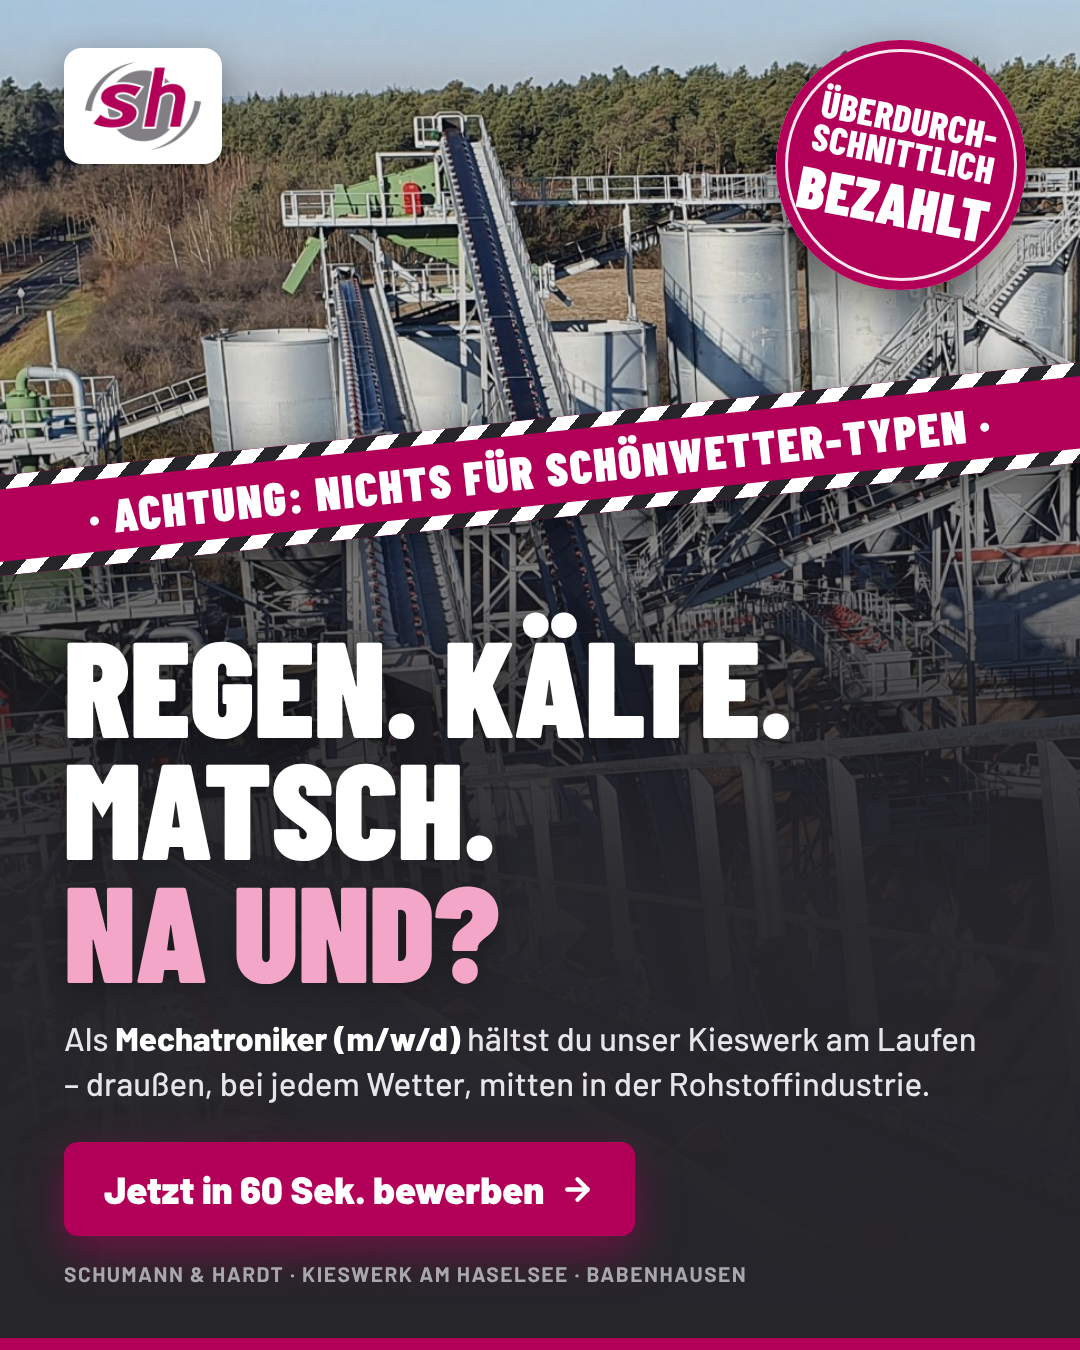 sh
ÜBERDURCH-
SCHNITTLICH
BEZAHLT
· ACHTUNG: NICHTS FÜR SCHÖNWETTER-TYPEN ·
REGEN. KÄLTE.
MATSCH.
NA UND?
Als Mechatroniker (m/w/d) hältst du unser Kieswerk am Laufen
– draußen, bei jedem Wetter, mitten in der Rohstoffindustrie.
Jetzt in 60 Sek. bewerben →
SCHUMANN & HARDT · KIESWERK AM HASELSEE · BABENHAUSEN